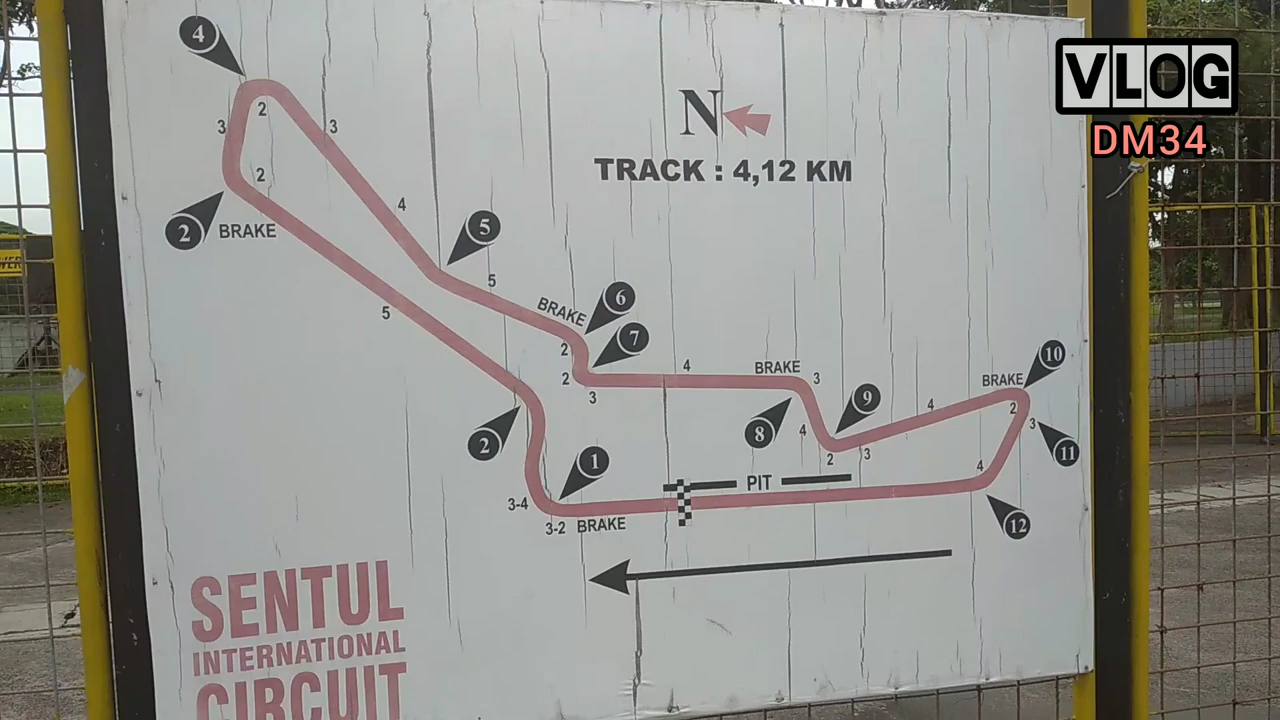 VLOG
DM34
4
N
TRACK : 4,12 KM
2
3
3
2
2
BRAKE
4
5
5
5
BRAKE
6
7
2
2
3
4
BRAKE
3
8
9
4
2
3
4
BRAKE
10
2
3
11
4
12
2
1
3-4
3-2
BRAKE
PIT
SENTUL
INTERNATIONAL
CIRCUIT